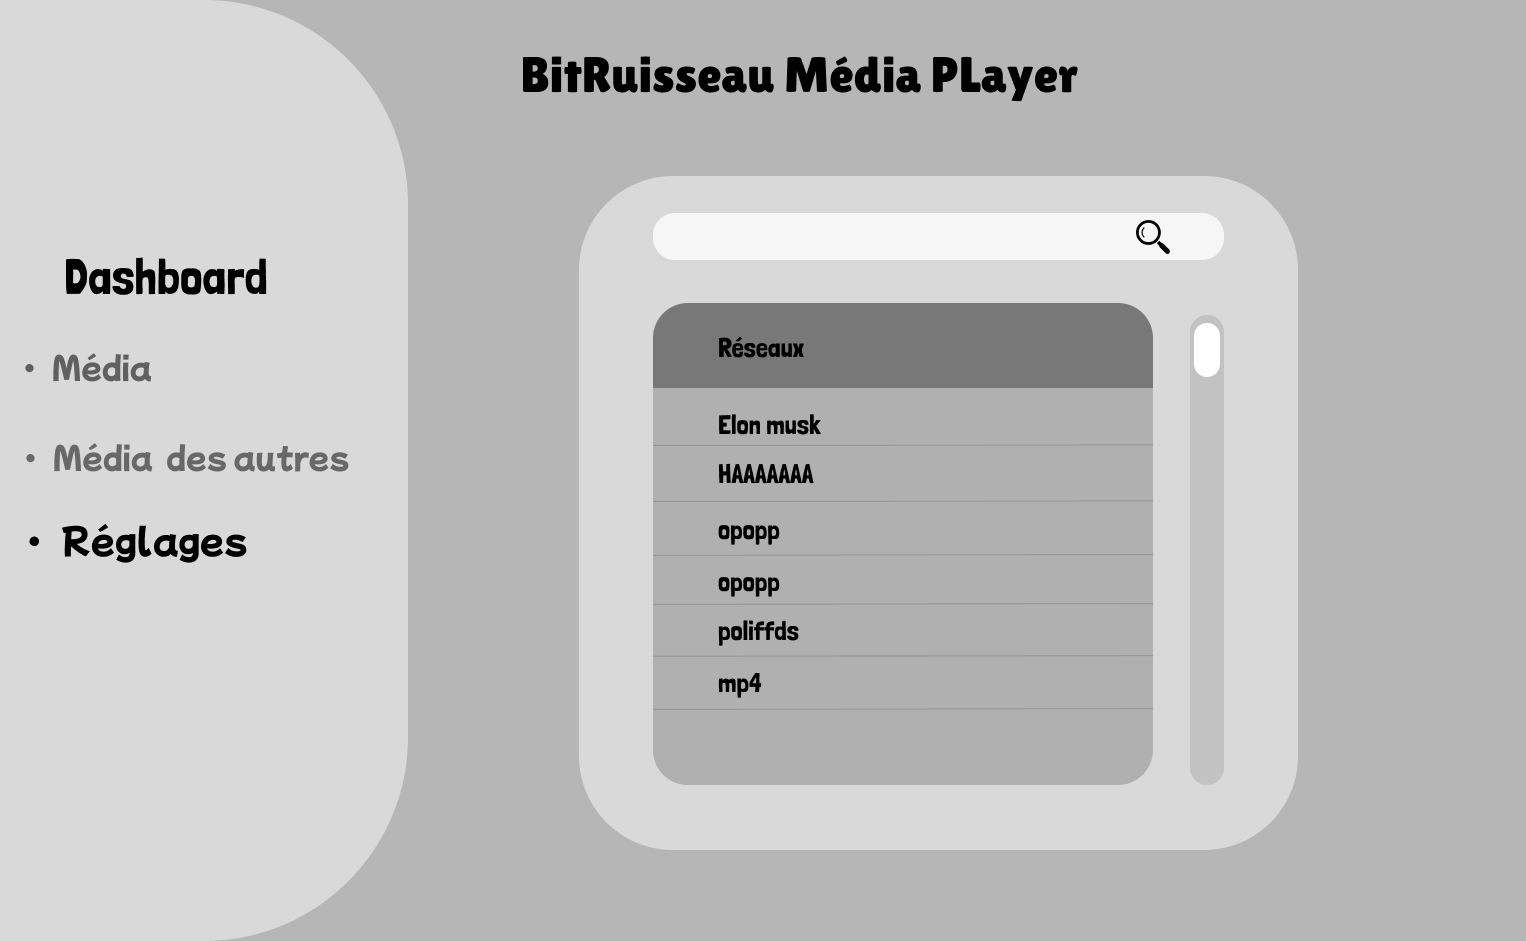 BitRuisseau Média PLayer
Dashboard
• Média
• Média des autres
• Réglages
Réseaux
Elon musk
HAAAAAAA
opopp
opopp
poliffds
mp4